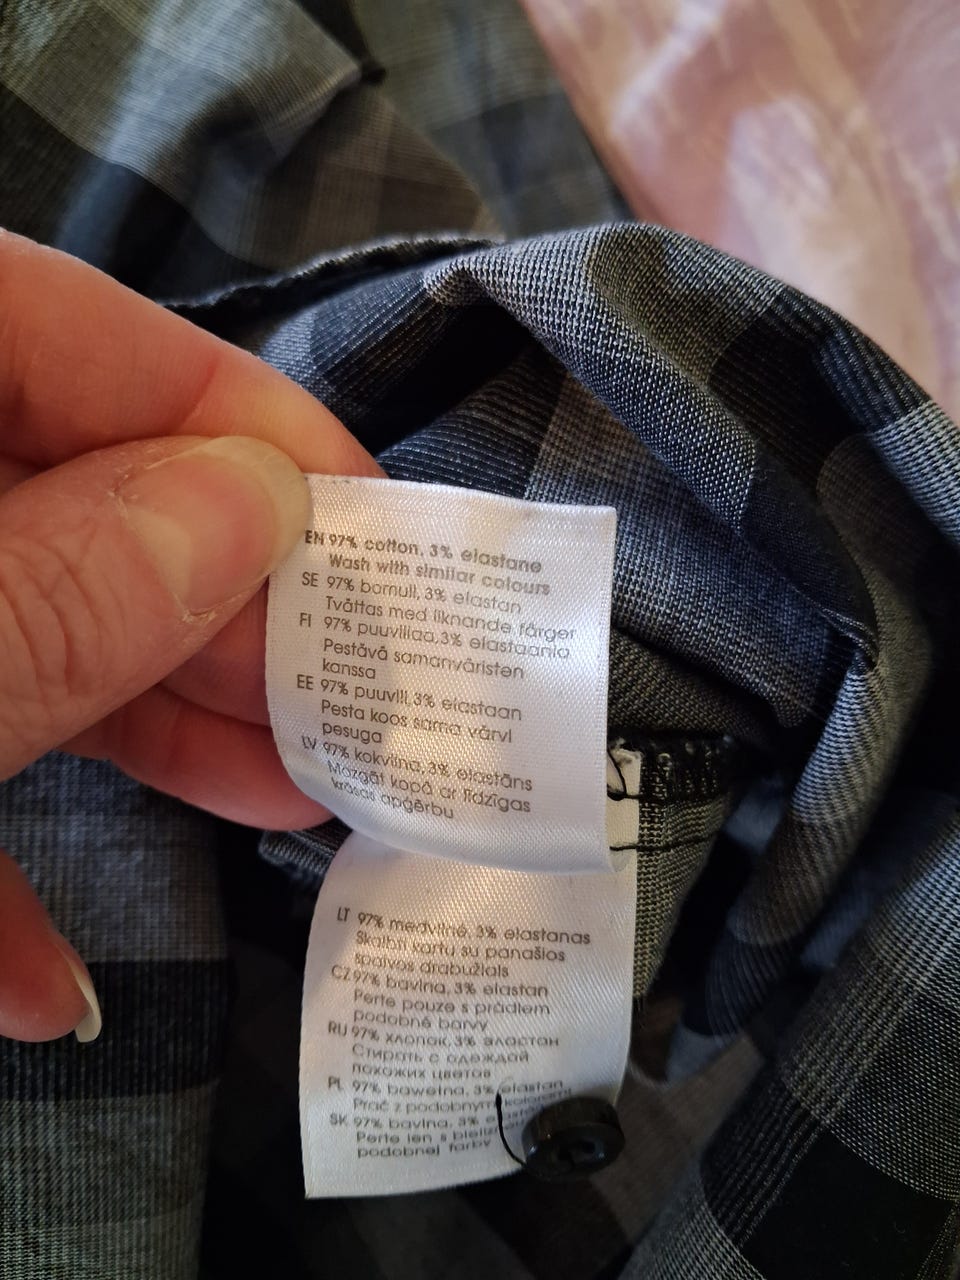 EN 97% cotton, 3% elastane
Wash with similar colours
SE 97% bomull, 3% elastan
Tvättas med liknande färger
FI 97% puuvillaa, 3% elastaania
Pestävä samanväristen
kanssa
EE 97% puuvill, 3% elastaan
Pesta koos sama värvi
pesuga
LV 97% kokvilna, 3% elastāns
Mazgāt kopā ar līdzīgas
krāsas apģērbu
LT 97% medvilnė, 3% elastanas
Skalbti kartu su panašios
spalvos drabužiais
CZ 97% bavlna, 3% elastan
Perte pouze s prádlem
podobné barvy
RU 97% хлопок, 3% эластан
Стирать с одеждой
похожих цветов
PL 97% bawełna, 3% elastan
Prać z podobnymi kolorami
SK 97% bavlna, 3%
Perte len s
podobnej farby